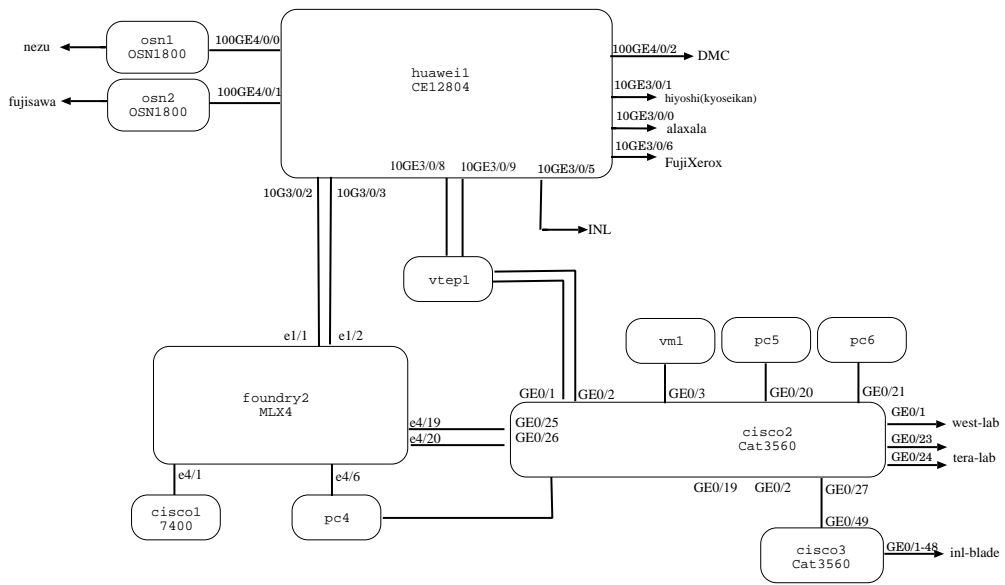 osn1
OSN1800
nezu
100GE4/0/0
osn2
OSN1800
fujisawa
100GE4/0/1
huawei1
CE12804
100GE4/0/2
DMC
10GE3/0/1
hiyoshi(kyoseikan)
10GE3/0/0
alaxala
10GE3/0/6
FujiXerox
10GE3/0/8
10GE3/0/9
10GE3/0/5
10G3/0/2
10G3/0/3
INL
vtep1
e1/1
e1/2
vm1
pc5
pc6
foundry2
MLX4
GE0/1
GE0/2
GE0/3
GE0/20
GE0/21
e4/19
e4/20
GE0/25
GE0/26
cisco2
Cat3560
GE0/1
west-lab
GE0/23
GE0/24
tera-lab
e4/1
e4/6
GE0/19
GE0/2
GE0/27
cisco1
7400
pc4
GE0/49
cisco3
Cat3560
GE0/1-48
inl-blade